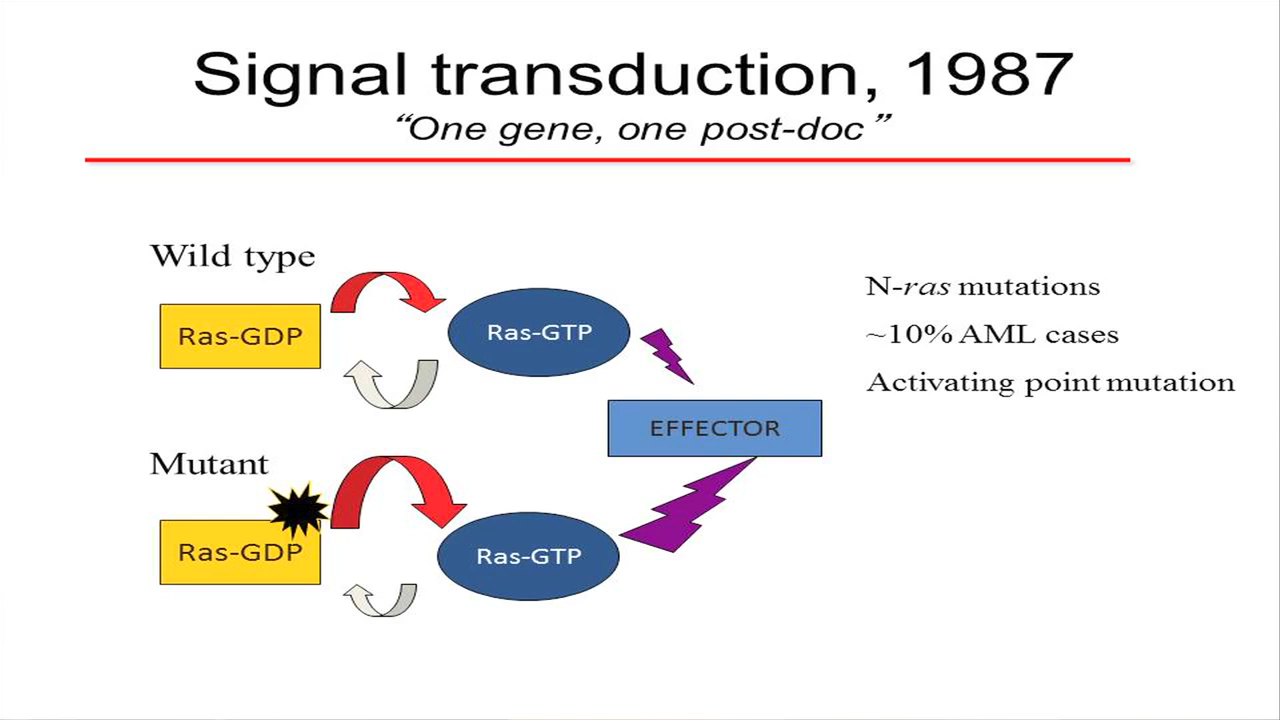 Signal transduction, 1987
“One gene, one post-doc”
Wild type
Ras-GDP
Ras-GTP
N-ras mutations
~10% AML cases
Activating point mutation
EFFECTOR
Mutant
Ras-GDP
Ras-GTP